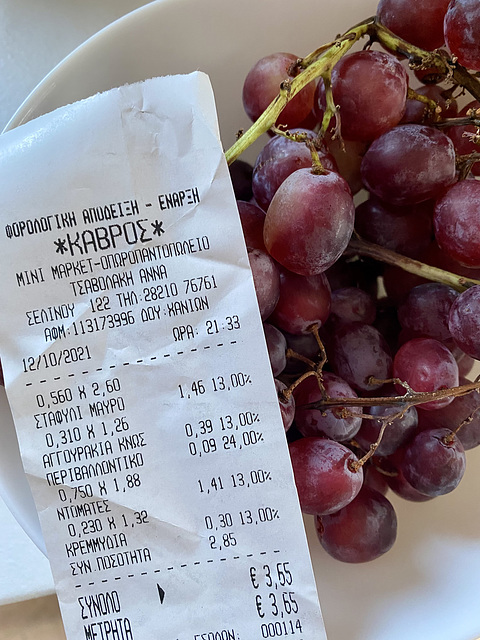 ΦΟΡΟΛΟΓΙΚΗ ΑΠΟΔΕΙΞΗ - ΕΝΑΡΞΗ
*ΚΑΒΡΟΣ*
ΜΙΝΙ ΜΑΡΚΕΤ-ΟΠΩΡΟΠΑΝΤΟΠΩΛΕΙΟ
ΤΣΑΒΟΛΑΚΗ ΑΝΝΑ
ΣΕΛΙΝΟΥ 122 ΤΗΛ:28210 76761
ΑΦΜ:113173996 ΔΟΥ:ΧΑΝΙΩΝ
12/10/2021 ΩΡΑ: 21:33
0,560 X 2,60
ΣΤΑΦΥΛΙ ΜΑΥΡΟ 1,46 13,00%
0,310 X 1,26
ΑΓΓΟΥΡΑΚΙΑ ΚΝΩΣ 0,39 13,00%
ΠΕΡΙΒΑΛΛΟΝΤΙΚΟ 0,09 24,00%
0,750 X 1,88
ΝΤΟΜΑΤΕΣ 1,41 13,00%
0,230 X 1,32
ΚΡΕΜΜΥΔΙΑ 0,30 13,00%
ΣΥΝ ΠΟΣΟΤΗΤΑ 2,85
ΣΥΝΟΛΟ € 3,65
ΜΕΤΡΗΤΑ € 3,65
000114